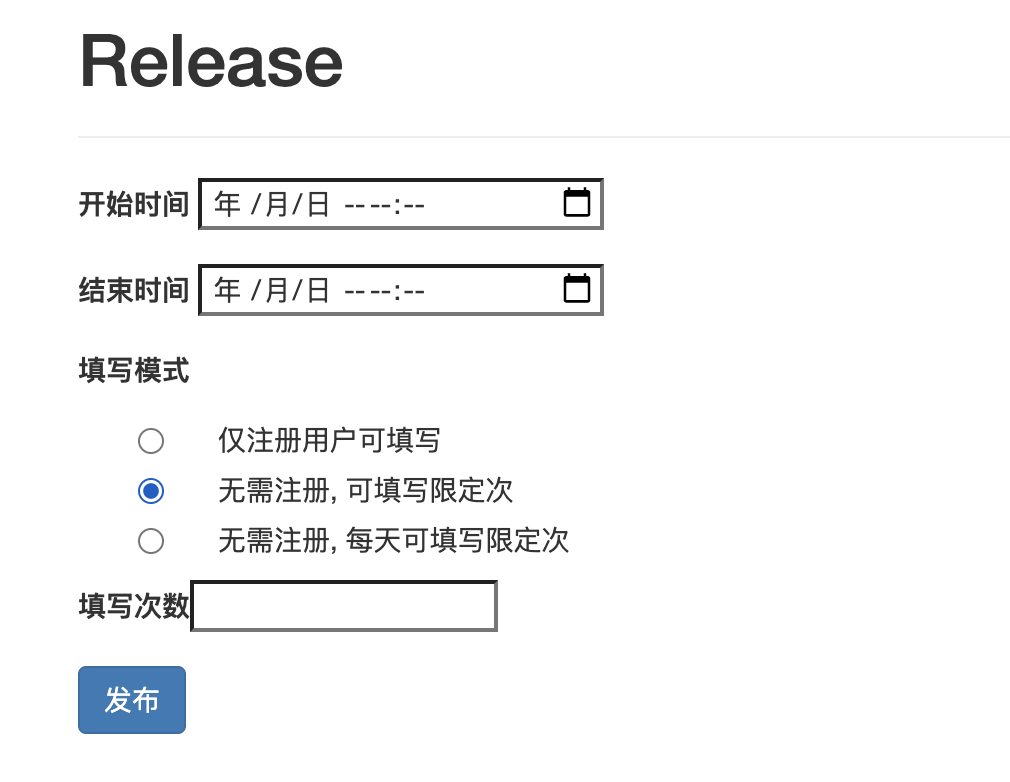 Release
开始时间 年 /月/日 -- --:--
结束时间 年 /月/日 -- --:--
填写模式
仅注册用户可填写
无需注册, 可填写限定次
无需注册, 每天可填写限定次
填写次数
发布